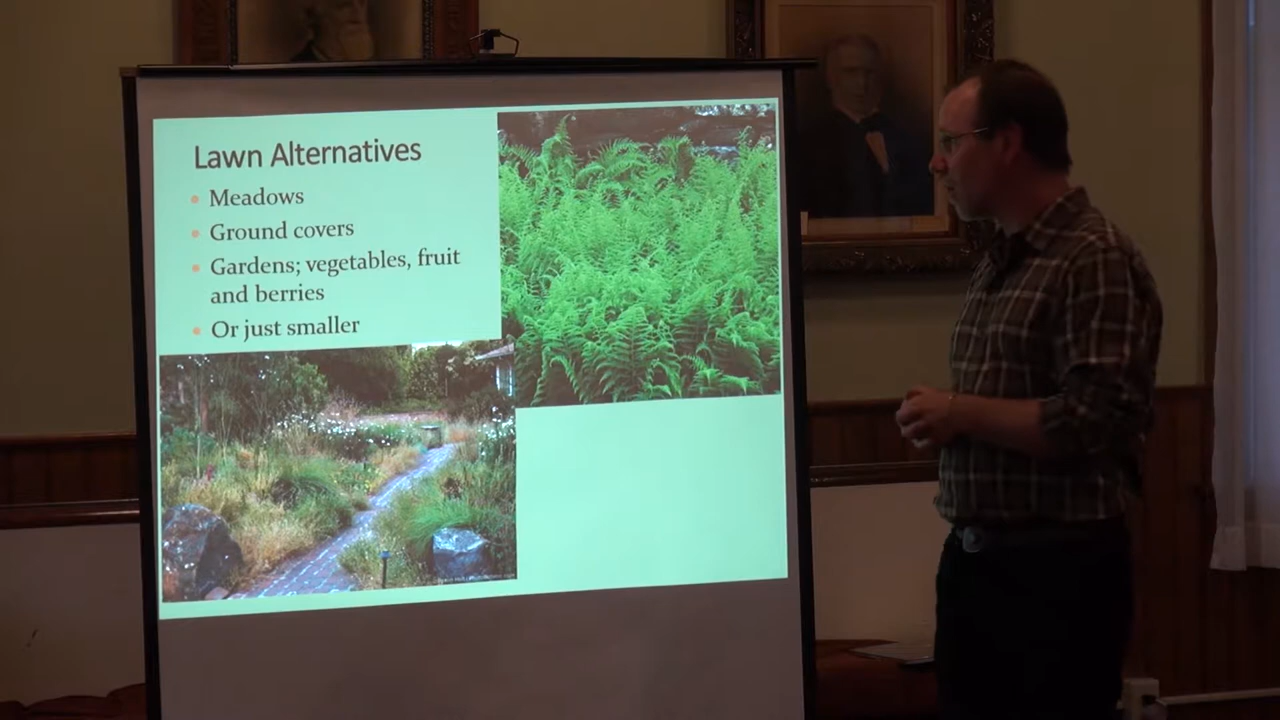 Lawn Alternatives
• Meadows
• Ground covers
• Gardens; vegetables, fruit
and berries
• Or just smaller